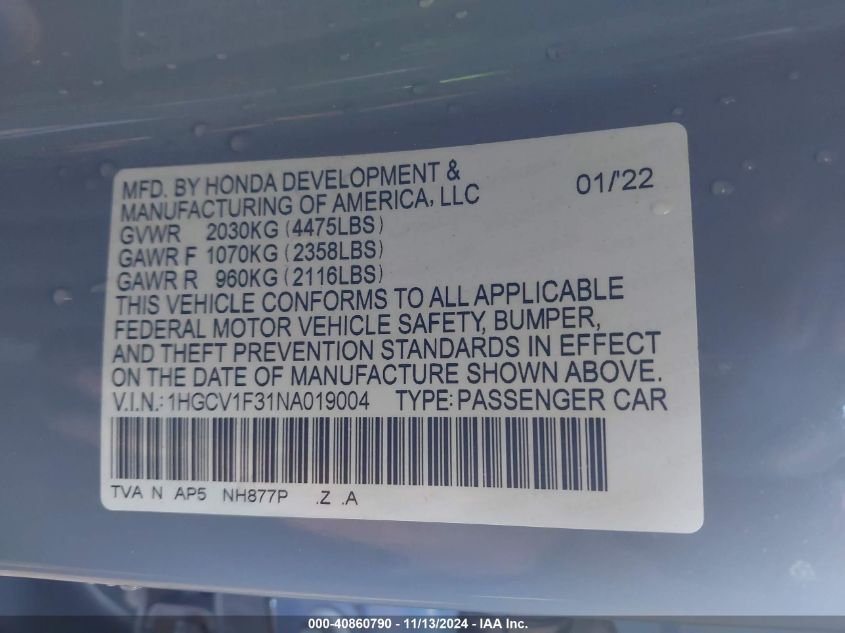 MFD. BY HONDA DEVELOPMENT & 01/'22
MANUFACTURING OF AMERICA, LLC
GVWR 2030KG (4475LBS)
GAWR F 1070KG (2358LBS)
GAWR R 960KG (2116LBS)
THIS VEHICLE CONFORMS TO ALL APPLICABLE
FEDERAL MOTOR VEHICLE SAFETY, BUMPER,
AND THEFT PREVENTION STANDARDS IN EFFECT
ON THE DATE OF MANUFACTURE SHOWN ABOVE.
V.I.N.: 1HGCV1F31NA019004 TYPE: PASSENGER CAR
TVA N AP5 NH877P .Z .A
000-40860790 - 11/13/2024 - IAA Inc.